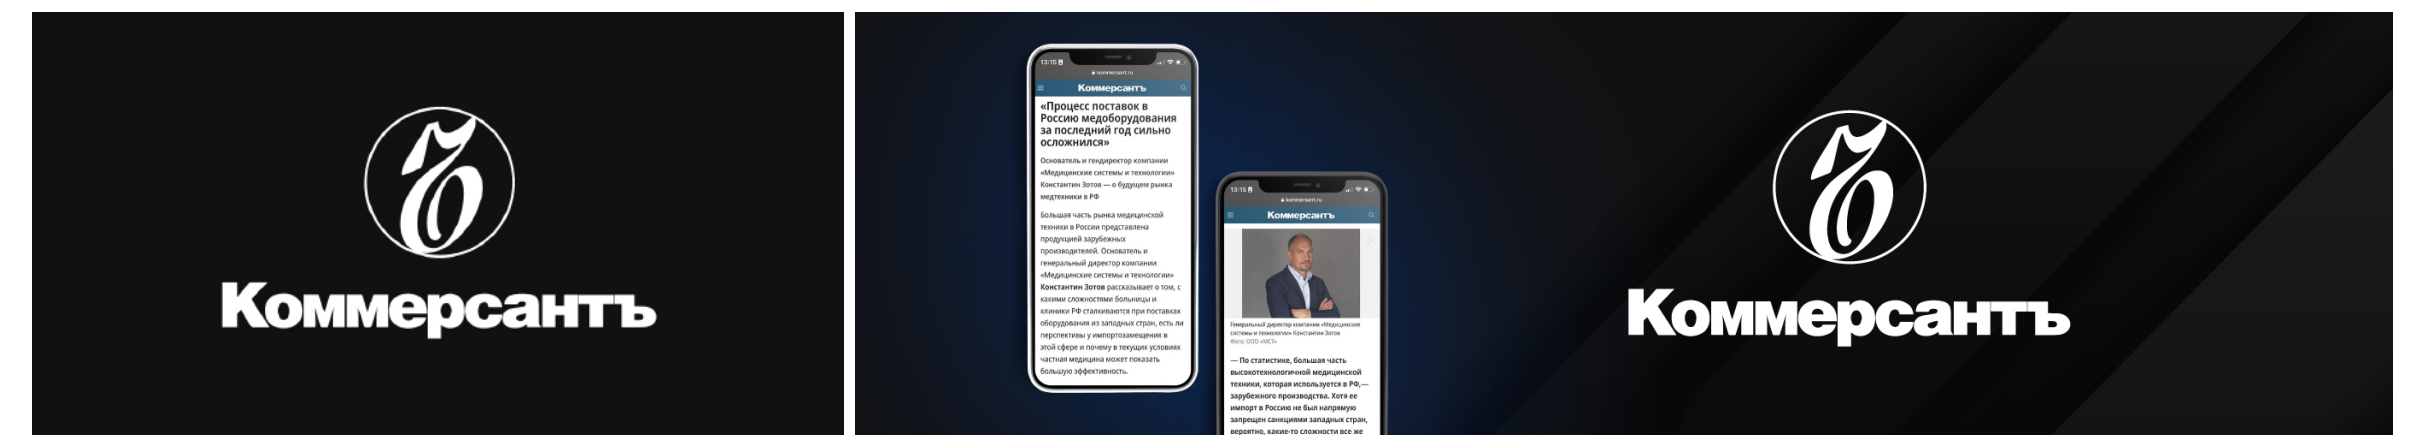 Коммерсантъ
13:15
kommersant.ru
Коммерсантъ
«Процесс поставок в
Россию медоборудования
за последний год сильно
осложнился»
Основатель и гендиректор компании
«Медицинские системы и технологии»
Константин Зотов — о будущем рынка
медтехники в РФ
Большая часть рынка медицинской
техники в России представлена
продукцией зарубежных
производителей. Основатель и
генеральный директор компании
«Медицинские системы и технологии»
Константин Зотов рассказывает о том, с
какими сложностями больницы и
клиники РФ сталкиваются при поставках
оборудования из западных стран, есть ли
перспективы у импортозамещения в
этой сфере и почему в текущих условиях
частная медицина может показать
большую эффективность.
13:15
kommersant.ru
Коммерсантъ
Генеральный директор компании «Медицинские
системы и технологии» Константин Зотов
Фото: ООО «МСТ»
— По статистике, большая часть
высокотехнологичной медицинской
техники, которая используется в РФ,—
зарубежного производства. Хотя ее
импорт в Россию не был напрямую
запрещен санкциями западных стран,
вероятно, какие-то сложности все же
Коммерсантъ